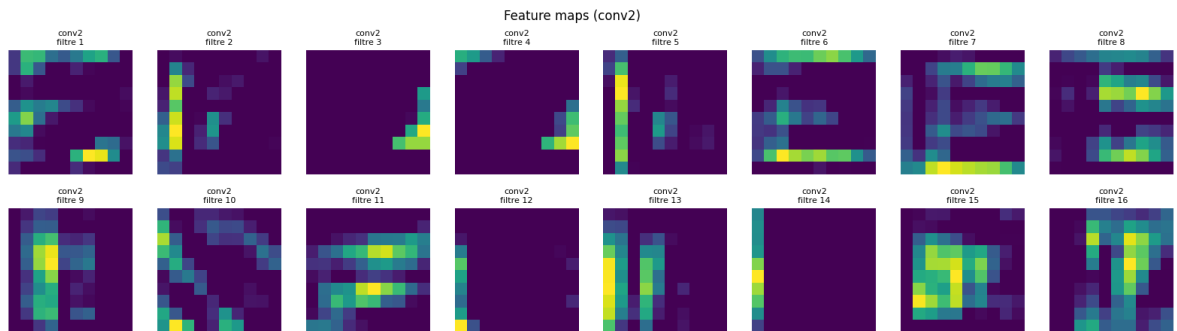 Feature maps (conv2)
conv2
filtre 1
conv2
filtre 2
conv2
filtre 3
conv2
filtre 4
conv2
filtre 5
conv2
filtre 6
conv2
filtre 7
conv2
filtre 8
conv2
filtre 9
conv2
filtre 10
conv2
filtre 11
conv2
filtre 12
conv2
filtre 13
conv2
filtre 14
conv2
filtre 15
conv2
filtre 16